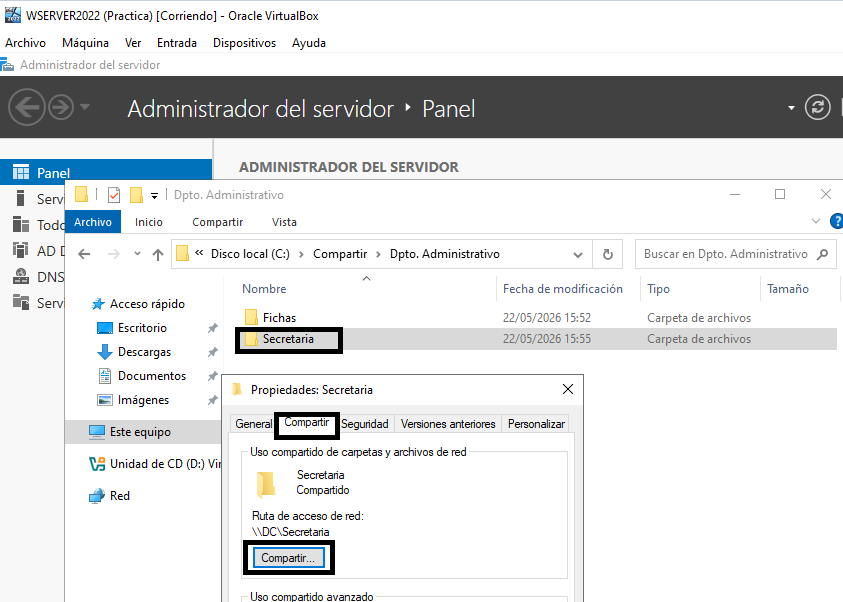 WSERVER2022 (Practica) [Corriendo] - Oracle VirtualBox
Archivo Máquina Ver Entrada Dispositivos Ayuda
Administrador del servidor
Administrador del servidor ‣ Panel
Panel
ADMINISTRADOR DEL SERVIDOR
Servi
Todo
AD D
DNS
Servi
Dpto. Administrativo
Archivo Inicio Compartir Vista
« Disco local (C:) › Compartir › Dpto. Administrativo
Buscar en Dpto. Administrativo
Nombre Fecha de modificación Tipo Tamaño
Fichas 22/05/2026 15:52 Carpeta de archivos
Secretaria 22/05/2026 15:55 Carpeta de archivos
Acceso rápido
Escritorio
Descargas
Documentos
Imágenes
Este equipo
Unidad de CD (D:) Vir
Red
Propiedades: Secretaria
General Compartir Seguridad Versiones anteriores Personalizar
Uso compartido de carpetas y archivos de red
Secretaria
Compartido
Ruta de acceso de red:
\\DC\Secretaria
Compartir...
Uso compartido avanzado